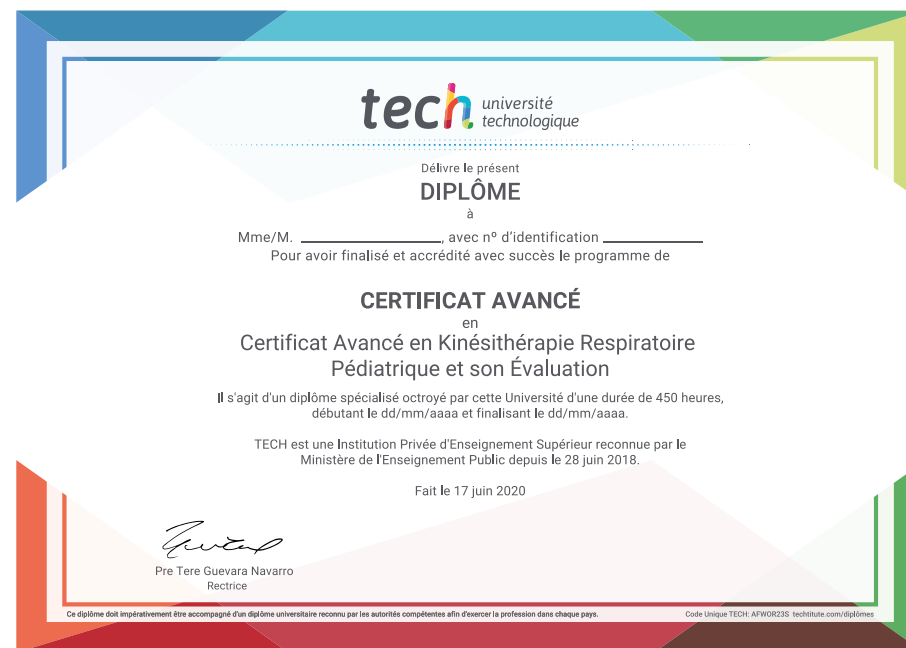 tech université
technologique
Délivre le présent
DIPLÔME
à
Mme/M. ____________, avec nº d'identification ____________
Pour avoir finalisé et accrédité avec succès le programme de
CERTIFICAT AVANCÉ
en
Certificat Avancé en Kinésithérapie Respiratoire
Pédiatrique et son Évaluation
Il s'agit d'un diplôme spécialisé octroyé par cette Université d'une durée de 450 heures,
débutant le dd/mm/aaaa et finalisant le dd/mm/aaaa.
TECH est une Institution Privée d'Enseignement Supérieur reconnue par le
Ministère de l'Enseignement Public depuis le 28 juin 2018.
Fait le 17 juin 2020
Pre Tere Guevara Navarro
Rectrice
Ce diplôme doit impérativement être accompagné d'un diplôme universitaire reconnu par les autorités compétentes afin d'exercer la profession dans chaque pays.
Code Unique TECH: AFWOR23S techtitute.com/diplômes